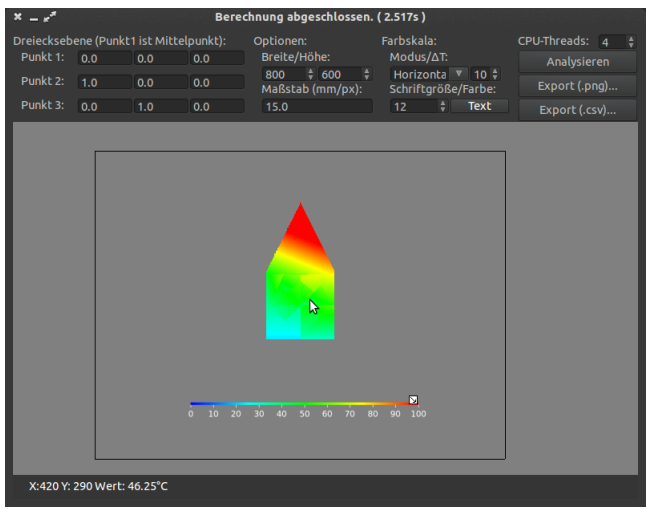 Berechnung abgeschlossen. ( 2.517s )
Dreiecksebene (Punkt1 ist Mittelpunkt): Optionen: Farbskala: CPU-Threads: 4
Punkt 1: 0.0 0.0 0.0 Breite/Höhe: Modus/ΔT: Analysieren
800 600 Horizonta 10
Punkt 2: 1.0 0.0 0.0 Maßstab (mm/px): Schriftgröße/Farbe: Export (.png)...
Punkt 3: 0.0 1.0 0.0 15.0 12 Text Export (.csv)...
0 10 20 30 40 50 60 70 80 90 100
X:420 Y: 290 Wert: 46.25°C